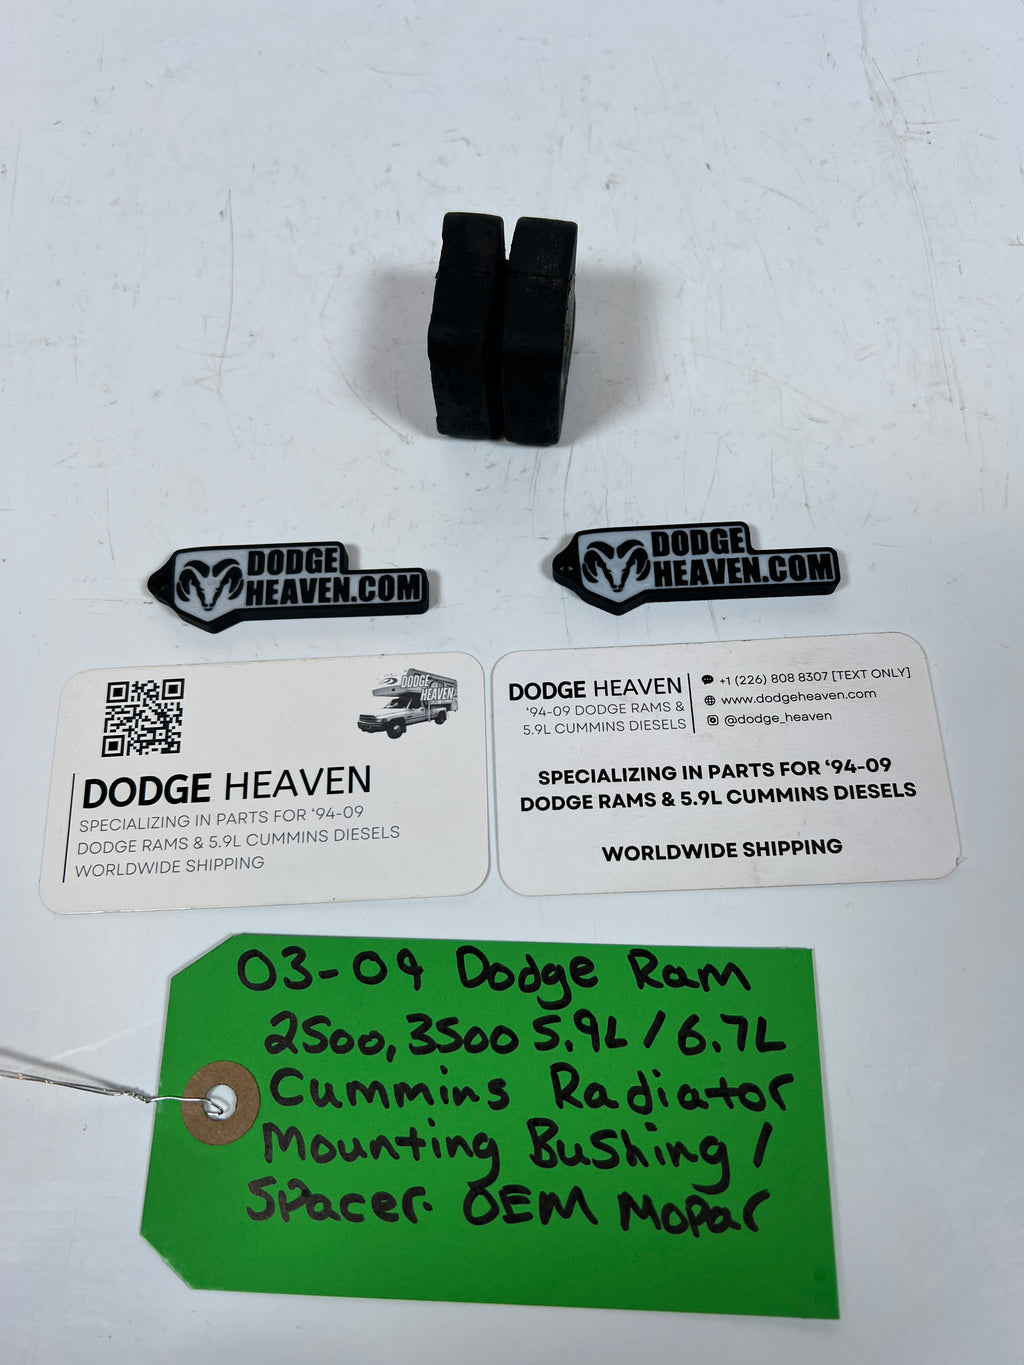 DODGE
HEAVEN.COM
DODGE
HEAVEN.COM
DODGE
HEAVEN
DODGE HEAVEN
SPECIALIZING IN PARTS FOR ‘94-09
DODGE RAMS & 5.9L CUMMINS DIESELS
WORLDWIDE SHIPPING
DODGE HEAVEN
‘94-09 DODGE RAMS &
5.9L CUMMINS DIESELS
+1 (226) 808 8307 [TEXT ONLY]
www.dodgeheaven.com
@dodge_heaven
SPECIALIZING IN PARTS FOR ‘94-09
DODGE RAMS & 5.9L CUMMINS DIESELS
WORLDWIDE SHIPPING
03-09 Dodge Ram
2500, 3500 5.9L / 6.7L
Cummins Radiator
Mounting Bushing /
Spacer. OEM Mopar